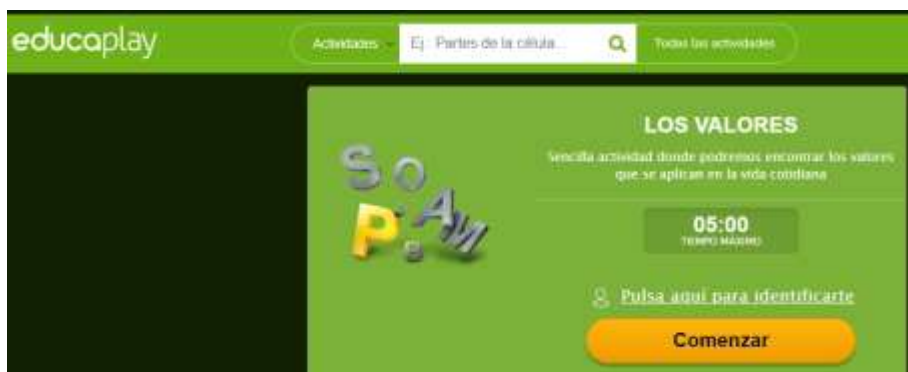 educaplay
Actividades
Ej.: Partes de la célula...
Todas las actividades
LOS VALORES
Sencilla actividad donde podremos encontrar los valores
que se aplican en la vida cotidiana
S O
P A M
a
05:00
TIEMPO MÁXIMO
Pulsa aquí para identificarte
Comenzar